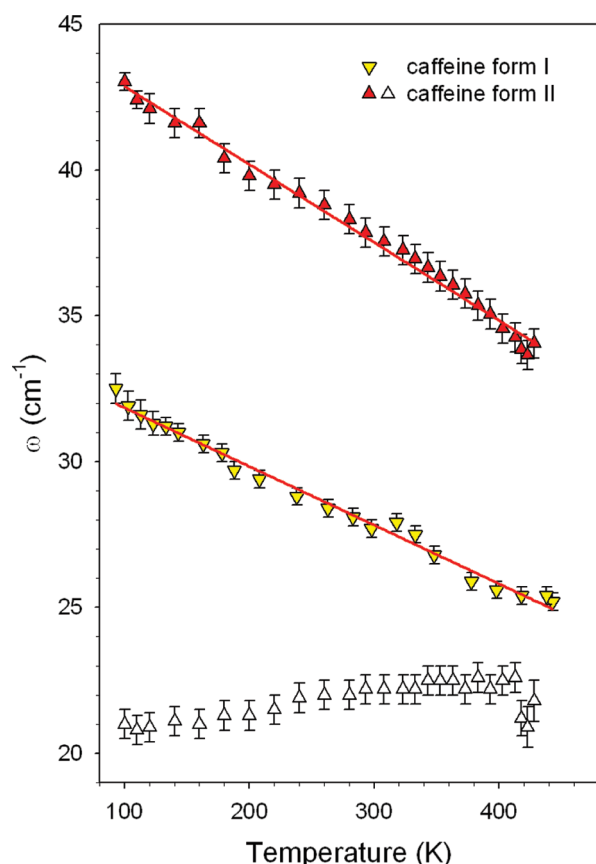 45
40
35
30
25
20
ω (cm⁻¹)
caffeine form I
caffeine form II
100
200
300
400
Temperature (K)